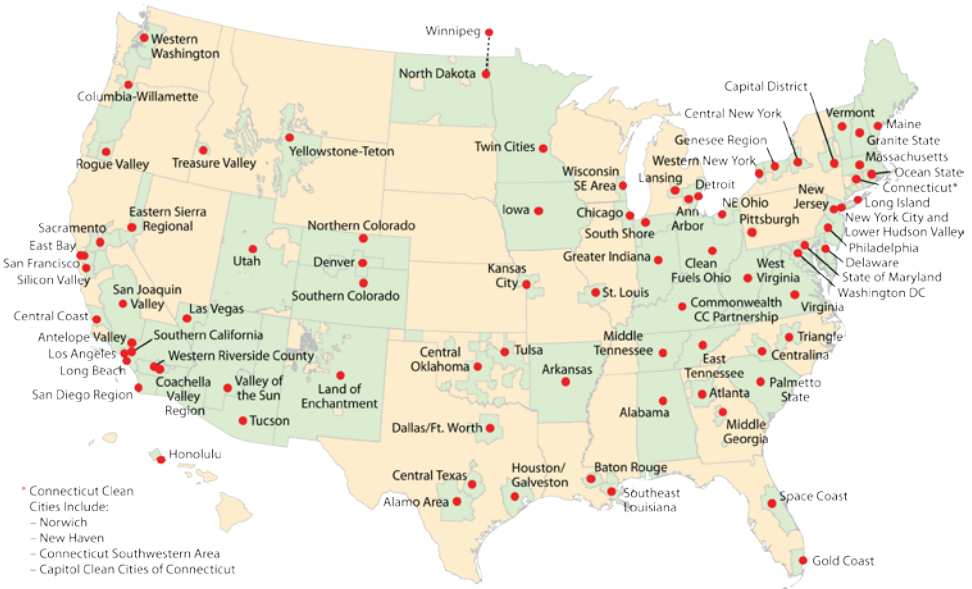 Winnipeg
Western
Washington
North Dakota
Columbia-Willamette
Capital District
Central New York
Vermont
Maine
Granite State
Genesee Region
Rogue Valley
Treasure Valley
Yellowstone-Teton
Twin Cities
Wisconsin
SE Area
Western New York
Lansing
Detroit
Massachusetts
Ocean State
Connecticut*
Long Island
Iowa
Chicago
South Shore
Ann
Arbor
NE Ohio
Pittsburgh
New
Jersey
New York City and
Lower Hudson Valley
Philadelphia
Delaware
State of Maryland
Washington DC
Eastern Sierra
Regional
Sacramento
East Bay
San Francisco
Silicon Valley
Northern Colorado
Utah
Denver
Southern Colorado
Greater Indiana
Clean
Fuels Ohio
West
Virginia
Virginia
Kansas
City
St. Louis
Commonwealth
CC Partnership
San Joaquin
Valley
Las Vegas
Central Coast
Antelope Valley
Southern California
Los Angeles
Western Riverside County
Long Beach
Coachella
Valley
Region
San Diego Region
Valley of
the Sun
Tucson
Land of
Enchantment
Central
Oklahoma
Tulsa
Arkansas
Middle
Tennessee
East
Tennessee
Triangle
Centralina
Palmetto
State
Atlanta
Alabama
Middle
Georgia
Dallas/Ft. Worth
Central Texas
Alamo Area
Houston/
Galveston
Baton Rouge
Southeast
Louisiana
Space Coast
Gold Coast
Honolulu
* Connecticut Clean
Cities Include:
– Norwich
– New Haven
– Connecticut Southwestern Area
– Capitol Clean Cities of Connecticut